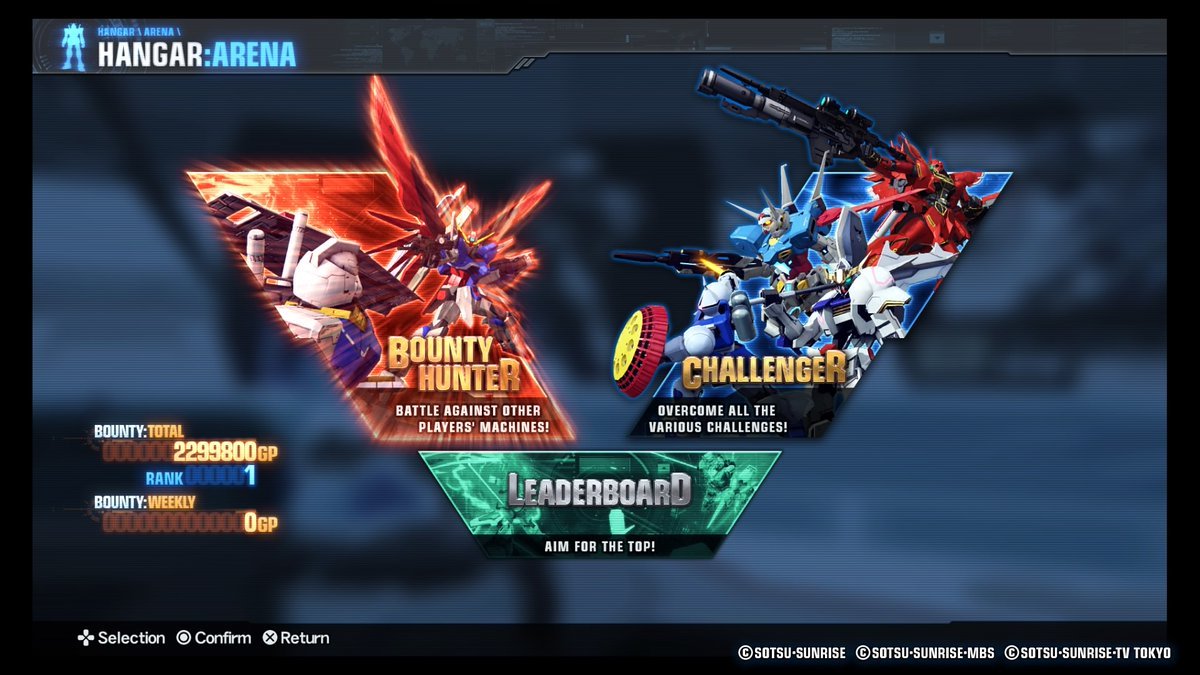 HANGAR \ ARENA \
HANGAR:ARENA
BOUNTY
HUNTER
BATTLE AGAINST OTHER
PLAYERS' MACHINES!
CHALLENGER
OVERCOME ALL THE
VARIOUS CHALLENGES!
BOUNTY:TOTAL
0000002299800GP
RANK 000001
BOUNTY:WEEKLY
0000000000000GP
LEADERBOARD
AIM FOR THE TOP!
Selection Confirm Return
©SOTSU·SUNRISE ©SOTSU·SUNRISE·MBS ©SOTSU·SUNRISE·TV TOKYO